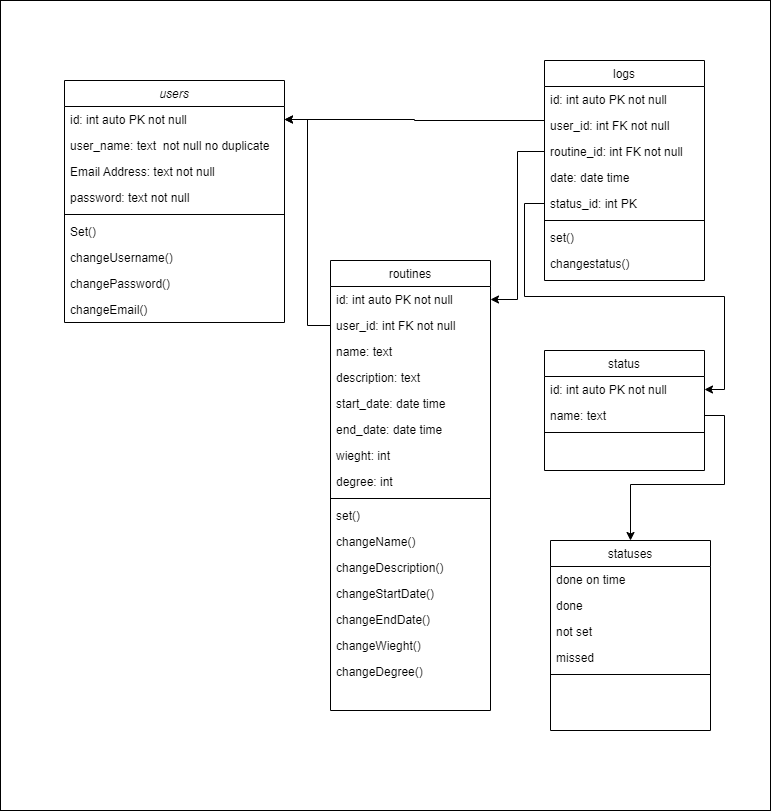 users
id: int auto PK not null
user_name: text  not null no duplicate
Email Address: text not null
password: text not null
Set()
changeUsername()
changePassword()
changeEmail()
logs
id: int auto PK not null
user_id: int FK not null
routine_id: int FK not null
date: date time
status_id: int PK
set()
changestatus()
routines
id: int auto PK not null
user_id: int FK not null
name: text
description: text
start_date: date time
end_date: date time
wieght: int
degree: int
set()
changeName()
changeDescription()
changeStartDate()
changeEndDate()
changeWieght()
changeDegree()
status
id: int auto PK not null
name: text
statuses
done on time
done
not set
missed